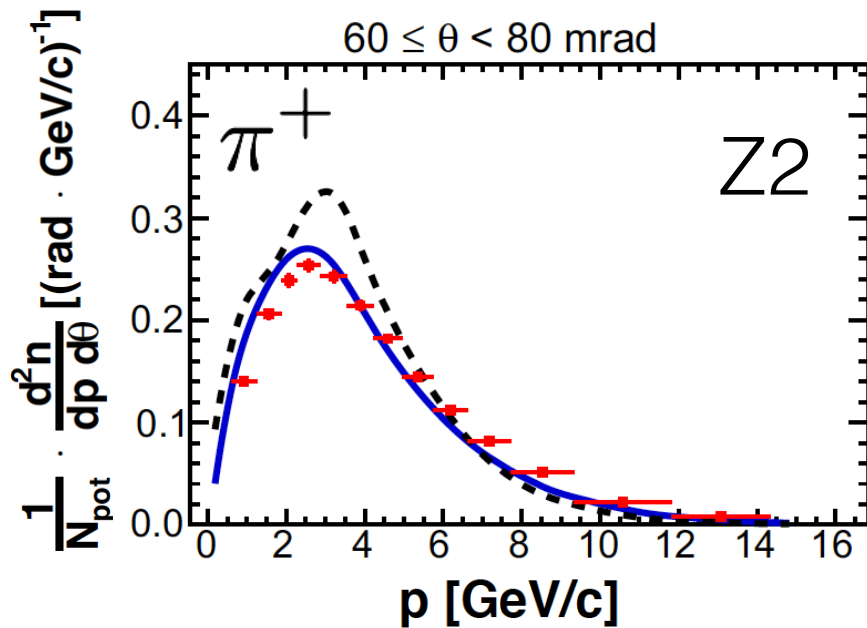 60 ≤ θ < 80 mrad
π⁺
Z2
1/N_pot · d²n/dp dθ [(rad · GeV/c)⁻¹]
0.4
0.3
0.2
0.1
0.0
0 2 4 6 8 10 12 14 16
p [GeV/c]